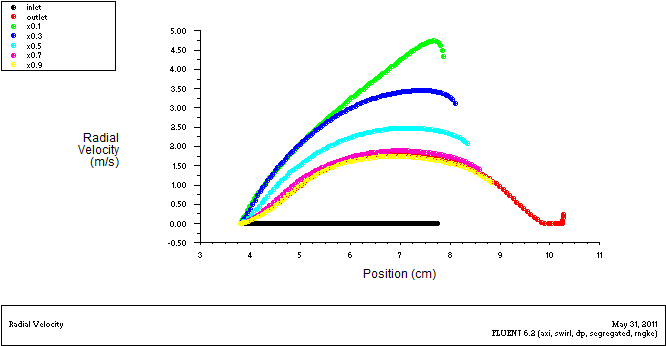 inlet
outlet
x0.1
x0.3
x0.5
x0.7
x0.9
5.00
4.50
4.00
3.50
3.00
2.50
2.00
1.50
1.00
0.50
0.00
-0.50
Radial
Velocity
(m/s)
3 4 5 6 7 8 9 10 11
Position (cm)
Radial Velocity
May 31, 2011
FLUENT 6.2 (axi, swirl, dp, segregated, rngke)